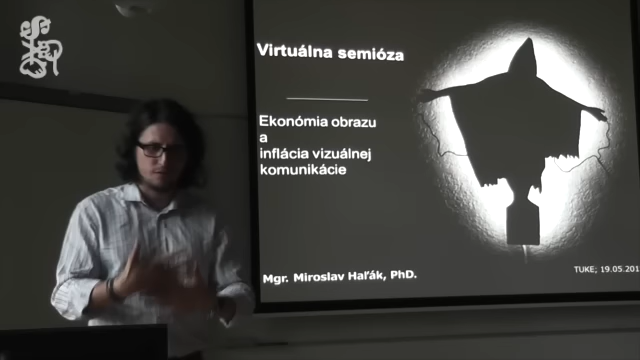 Virtuálna semióza
Ekonómia obrazu
a
inflácia vizuálnej
komunikácie
Mgr. Miroslav Haľák, PhD.
TUKE; 19.05.201